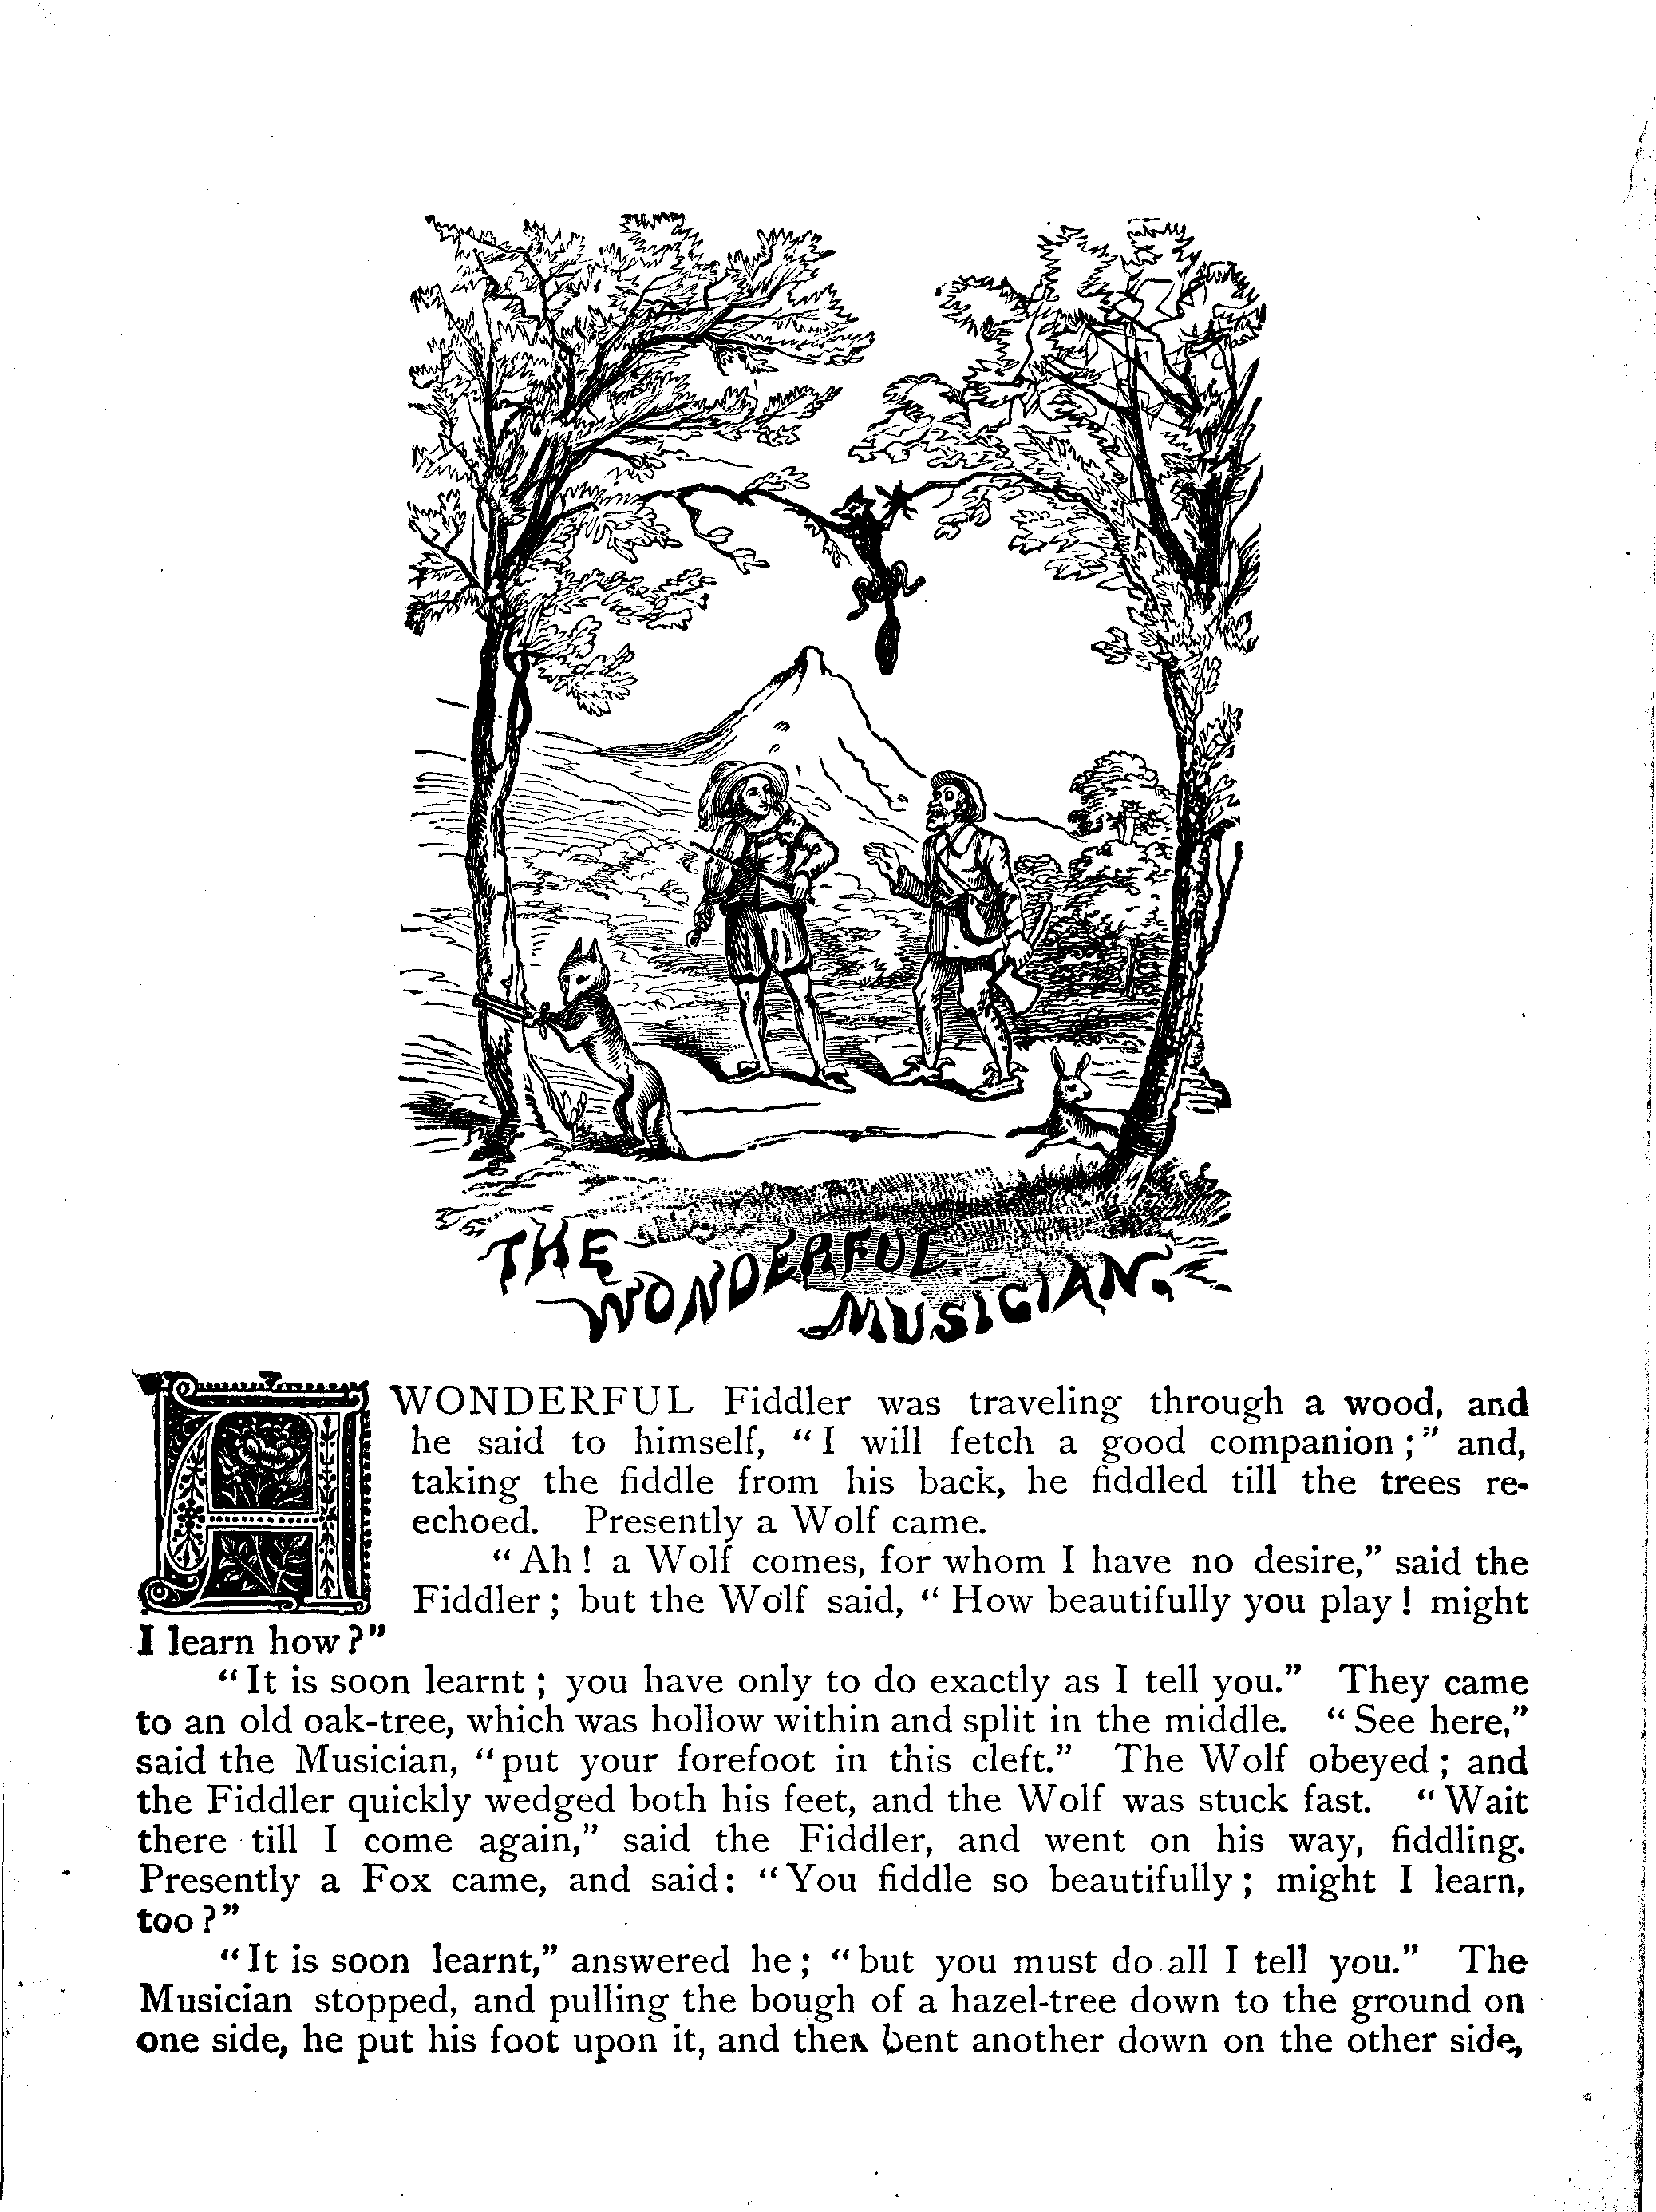 THE
WONDERFUL
MUSICIAN.
A WONDERFUL Fiddler was traveling through a wood, and
he said to himself, “I will fetch a good companion;” and,
taking the fiddle from his back, he fiddled till the trees re-
echoed. Presently a Wolf came.
“Ah! a Wolf comes, for whom I have no desire,” said the
Fiddler; but the Wolf said, “How beautifully you play! might
I learn how?”
“It is soon learnt; you have only to do exactly as I tell you.” They came
to an old oak-tree, which was hollow within and split in the middle. “See here,”
said the Musician, “put your forefoot in this cleft.” The Wolf obeyed; and
the Fiddler quickly wedged both his feet, and the Wolf was stuck fast. “Wait
there till I come again,” said the Fiddler, and went on his way, fiddling.
Presently a Fox came, and said: “You fiddle so beautifully; might I learn,
too?”
“It is soon learnt,” answered he; “but you must do all I tell you.” The
Musician stopped, and pulling the bough of a hazel-tree down to the ground on
one side, he put his foot upon it, and then bent another down on the other side,